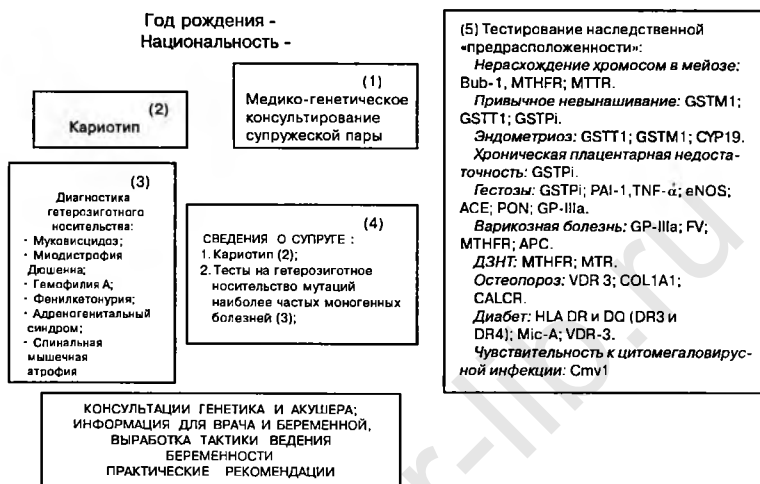 Год рождения -
Национальность -
(1)
Медико-генетическое
консультирование
супружеской пары
(2)
Кариотип
(3)
Диагностика
гетерозиготного
носительства:
· Муковисцидоз;
· Миодистрофия
Дюшенна;
· Гемофилия А;
· Фенилкетонурия;
· Адреногенитальный
синдром;
· Спинальная
мышечная
атрофия
(4)
СВЕДЕНИЯ О СУПРУГЕ :
1. Кариотип (2);
2. Тесты на гетерозиготное
носительство мутаций
наиболее частых моногенных
болезней (3);
(5) Тестирование наследственной
«предрасположенности»:
Нерасхождение хромосом в мейозе:
Bub-1, MTHFR; MTTR.
Привычное невынашивание: GSTM1;
GSTT1; GSTPi.
Эндометриоз: GSTT1; GSTM1; CYP19.
Хроническая плацентарная недоста-
точность: GSTPi.
Гестозы: GSTPi; PAI-1,TNF-α; eNOS;
ACE; PON; GP-IIIa.
Варикозная болезнь: GP-IIIa; FV;
MTHFR; APC.
ДЗНТ: MTHFR; MTR.
Остеопороз: VDR 3; COL1A1;
CALCR.
Диабет: HLA DR и DQ (DR3 и
DR4); Mic-A; VDR-3.
Чувствительность к цитомегаловирус-
ной инфекции: Cmv1
КОНСУЛЬТАЦИИ ГЕНЕТИКА И АКУШЕРА;
ИНФОРМАЦИЯ ДЛЯ ВРАЧА И БЕРЕМЕННОЙ,
ВЫРАБОТКА ТАКТИКИ ВЕДЕНИЯ
БЕРЕМЕННОСТИ
ПРАКТИЧЕСКИЕ РЕКОМЕНДАЦИИ
r-lib.ru